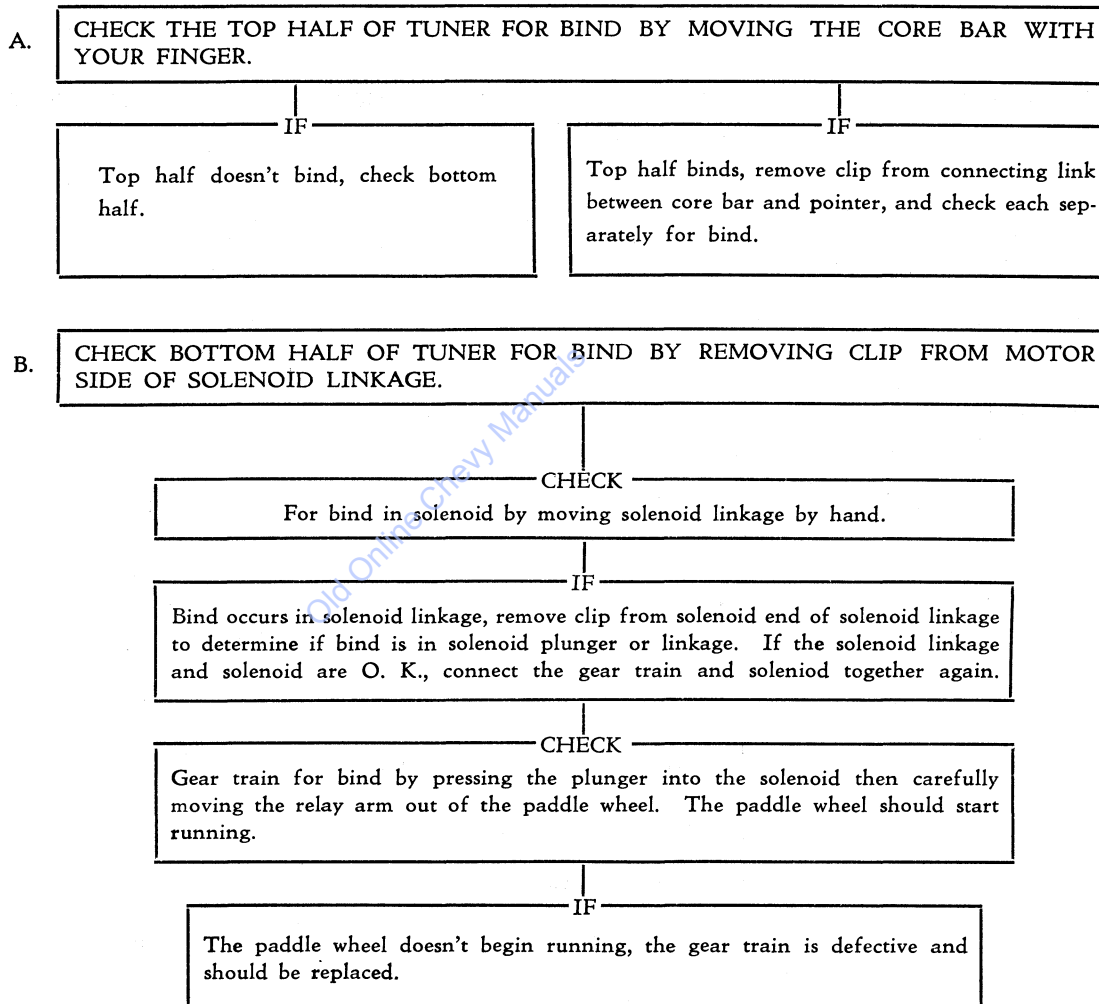 A.
CHECK THE TOP HALF OF TUNER FOR BIND BY MOVING THE CORE BAR WITH
YOUR FINGER.
IF
Top half doesn't bind, check bottom
half.
IF
Top half binds, remove clip from connecting link
between core bar and pointer, and check each sep-
arately for bind.
B.
CHECK BOTTOM HALF OF TUNER FOR BIND BY REMOVING CLIP FROM MOTOR
SIDE OF SOLENOID LINKAGE.
CHECK
For bind in solenoid by moving solenoid linkage by hand.
IF
Bind occurs in solenoid linkage, remove clip from solenoid end of solenoid linkage
to determine if bind is in solenoid plunger or linkage. If the solenoid linkage
and solenoid are O. K., connect the gear train and soleniod together again.
CHECK
Gear train for bind by pressing the plunger into the solenoid then carefully
moving the relay arm out of the paddle wheel. The paddle wheel should start
running.
IF
The paddle wheel doesn't begin running, the gear train is defective and
should be replaced.
Old Online Chevy Manuals